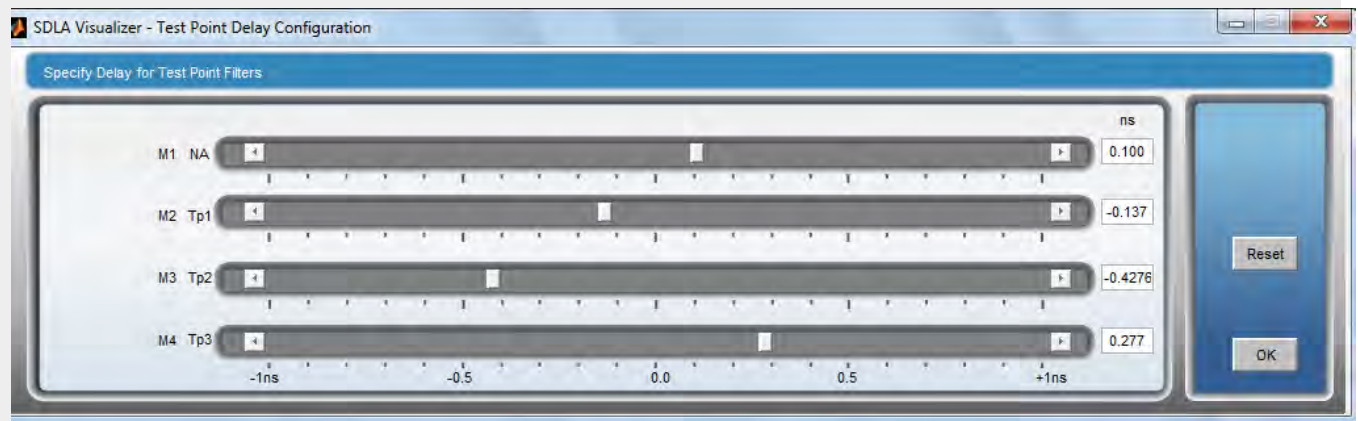 SDLA Visualizer - Test Point Delay Configuration
Specify Delay for Test Point Filters
ns
M1 NA 0.100
M2 Tp1 -0.137
M3 Tp2 -0.4276
M4 Tp3 0.277
-1ns -0.5 0.0 0.5 +1ns
Reset
OK